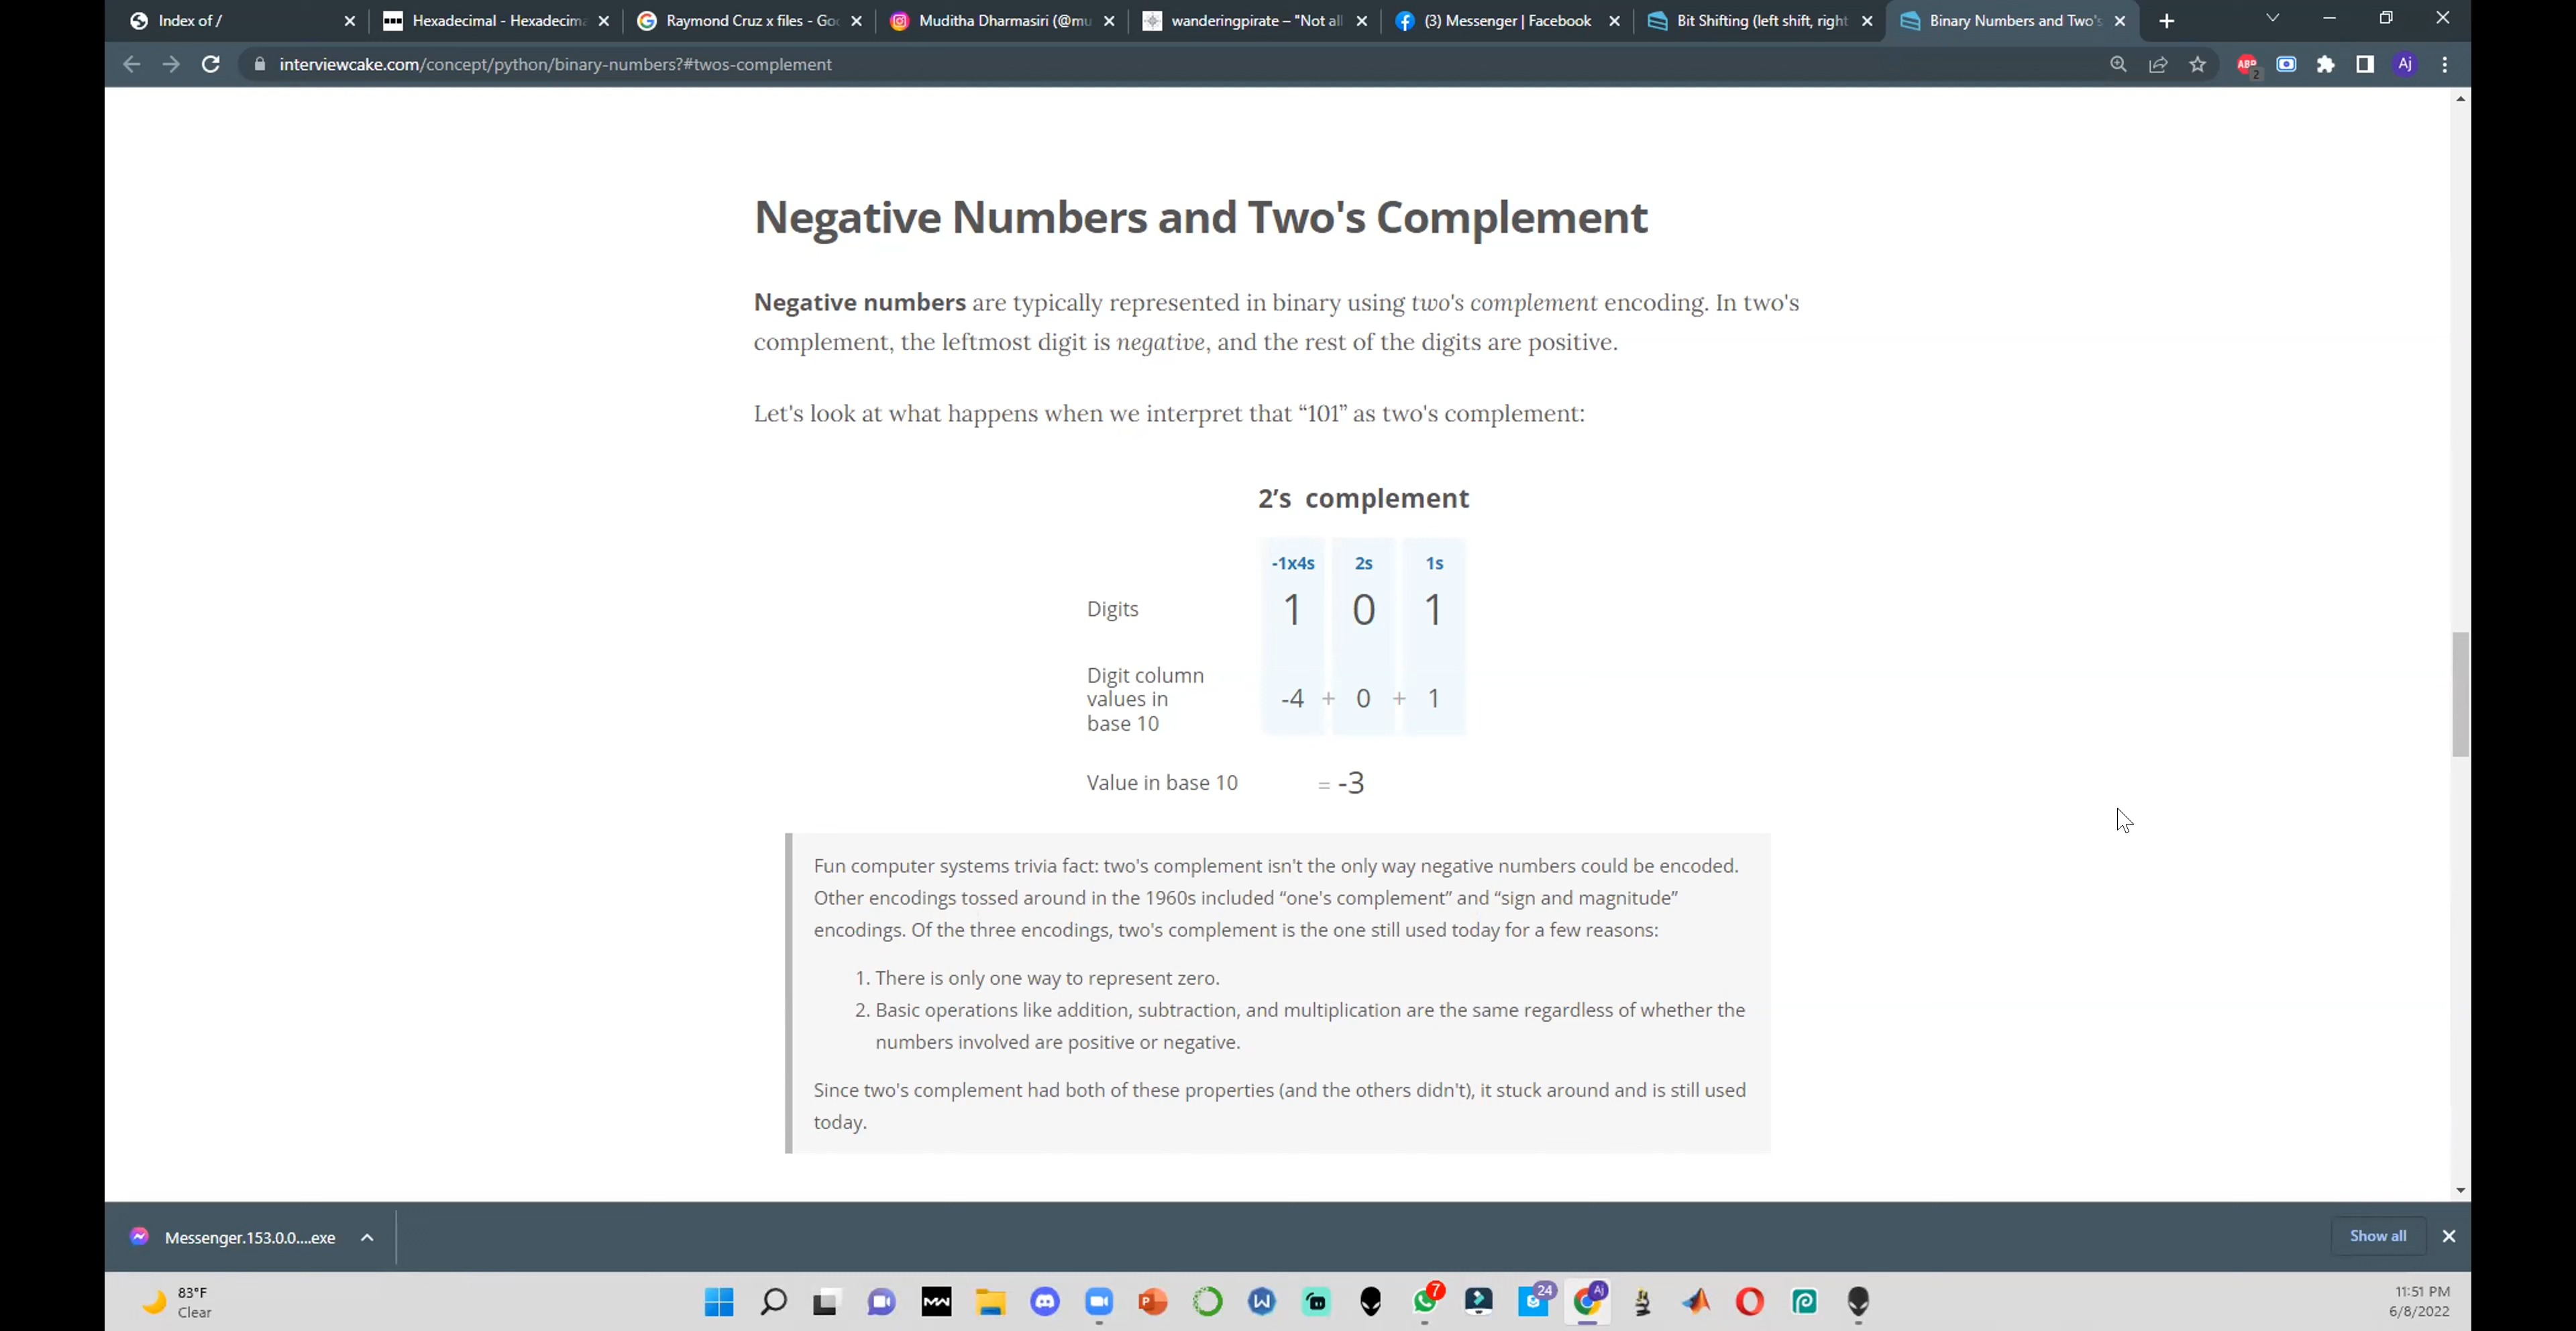 Index of /
Hexadecimal - Hexadecima
Raymond Cruz x files - Goo
Muditha Dharmasiri (@mu
wanderingpirate – "Not all
(3) Messenger | Facebook
Bit Shifting (left shift, right
Binary Numbers and Two's
interviewcake.com/concept/python/binary-numbers?#twos-complement
ABP
2
Aj
Negative Numbers and Two's Complement
Negative numbers are typically represented in binary using two's complement encoding. In two's
complement, the leftmost digit is negative, and the rest of the digits are positive.
Let's look at what happens when we interpret that “101” as two's complement:
2’s complement
-1x4s 2s 1s
Digits 1 0 1
Digit column
values in
base 10
-4 + 0 + 1
Value in base 10 = -3
Fun computer systems trivia fact: two's complement isn't the only way negative numbers could be encoded.
Other encodings tossed around in the 1960s included “one's complement” and “sign and magnitude”
encodings. Of the three encodings, two's complement is the one still used today for a few reasons:
1. There is only one way to represent zero.
2. Basic operations like addition, subtraction, and multiplication are the same regardless of whether the
numbers involved are positive or negative.
Since two's complement had both of these properties (and the others didn't), it stuck around and is still used
today.
Messenger.153.0.0....exe
Show all
83°F
Clear
MW
P
W
7
24
Aj
11:51 PM
6/8/2022